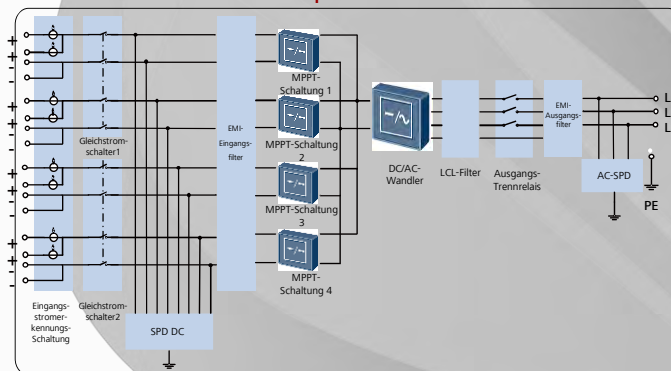 +
+
-
-
+
+
-
-
+
+
-
-
+
+
-
-
Eingangs-
stromer-
kennungs-
Schaltung
Gleichstrom-
schalter1
Gleichstrom-
schalter2
SPD DC
EMI-
Eingangs-
filter
MPPT-
Schaltung 1
MPPT-Schaltung
2
MPPT-Schaltung
3
MPPT-
Schaltung 4
DC/AC-
Wandler
LCL-Filter
Ausgangs-
Trennrelais
EMI-
Ausgangs-
filter
AC-SPD
L
L
L
PE